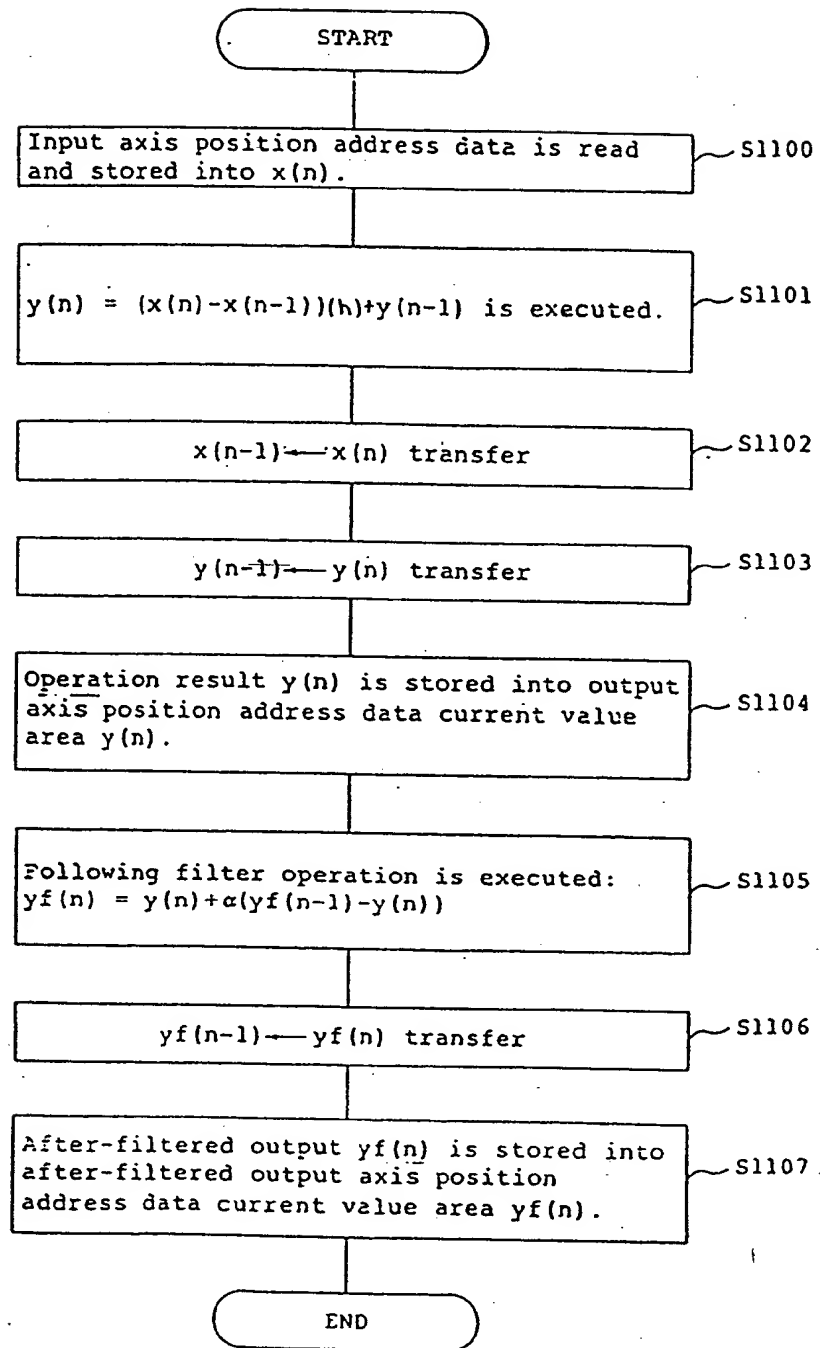 START
Input axis position address data is read
and stored into x(n).
S1100
y(n) = (x(n)-x(n-1))(h)+y(n-1) is executed.
S1101
x(n-1)← x(n) transfer
S1102
y(n-1)← y(n) transfer
S1103
Operation result y(n) is stored into output
axis position address data current value
area y(n).
S1104
Following filter operation is executed:
yf(n) = y(n)+α(yf(n-1)-y(n))
S1105
yf(n-1)← yf(n) transfer
S1106
After-filtered output yf(n) is stored into
after-filtered output axis position
address data current value area yf(n).
S1107
END